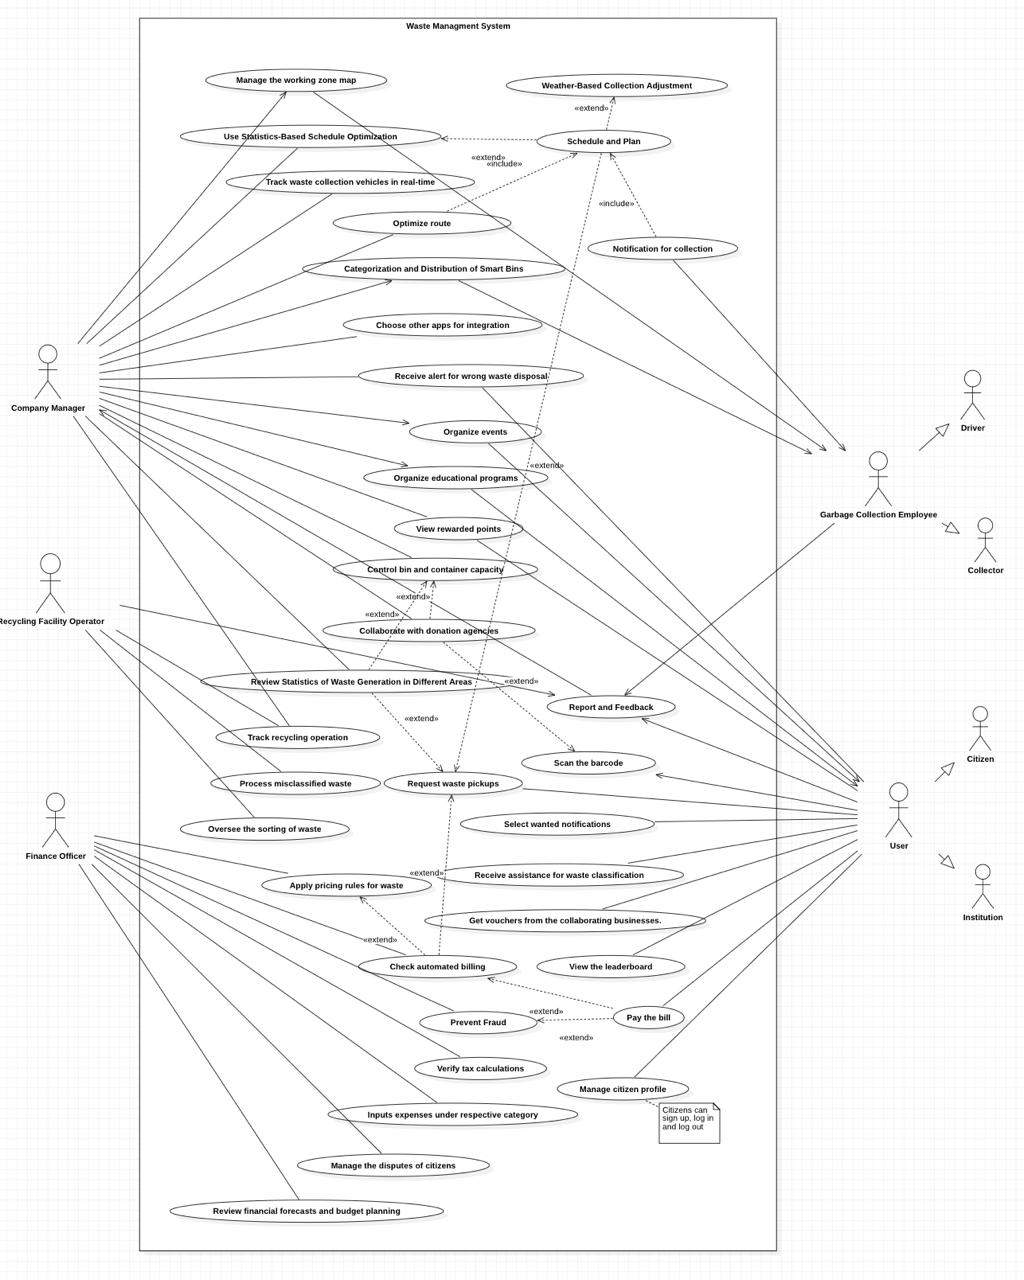 Waste Managment System
Manage the working zone map
Weather-Based Collection Adjustment
«extend»
Use Statistics-Based Schedule Optimization
Schedule and Plan
«extend»
«include»
Track waste collection vehicles in real-time
«include»
Optimize route
Notification for collection
Categorization and Distribution of Smart Bins
Choose other apps for integration
Receive alert for wrong waste disposal
Company Manager
Driver
Organize events
«extend»
Organize educational programs
Garbage Collection Employee
View rewarded points
Control bin and container capacity
Collector
«extend»
«extend»
Recycling Facility Operator
Collaborate with donation agencies
Review Statistics of Waste Generation in Different Areas
«extend»
Report and Feedback
«extend»
Track recycling operation
Citizen
Scan the barcode
Process misclassified waste
Request waste pickups
Oversee the sorting of waste
Select wanted notifications
User
Finance Officer
«extend»
Receive assistance for waste classification
Apply pricing rules for waste
Get vouchers from the collaborating businesses.
Institution
«extend»
Check automated billing
View the leaderboard
«extend»
Pay the bill
Prevent Fraud
«extend»
Verify tax calculations
Manage citizen profile
Citizens can
sign up, log in
and log out
Inputs expenses under respective category
Manage the disputes of citizens
Review financial forecasts and budget planning